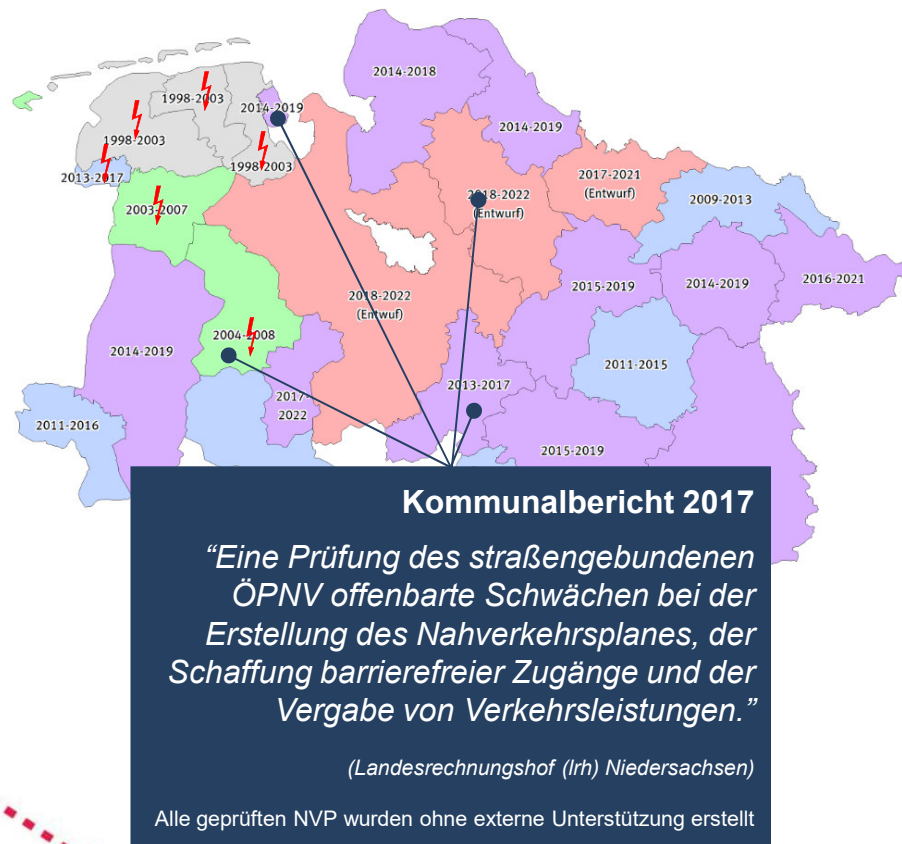 2014-2018
1998-2003
2014-2019
2014-2019
1998-2003
1998-2003
2013-2017
2017-2021
(Entwurf)
2018-2022
(Entwurf)
2009-2013
2003-2007
2016-2021
2014-2019
2015-2019
2018-2022
(Entwuf)
2004-2008
2014-2019
2011-2015
2013-2017
2017-
2022
2011-2016
2015-2019
Kommunalbericht 2017
“Eine Prüfung des straßengebundenen
ÖPNV offenbarte Schwächen bei der
Erstellung des Nahverkehrsplanes, der
Schaffung barrierefreier Zugänge und der
Vergabe von Verkehrsleistungen.”
(Landesrechnungshof (lrh) Niedersachsen)
Alle geprüften NVP wurden ohne externe Unterstützung erstellt